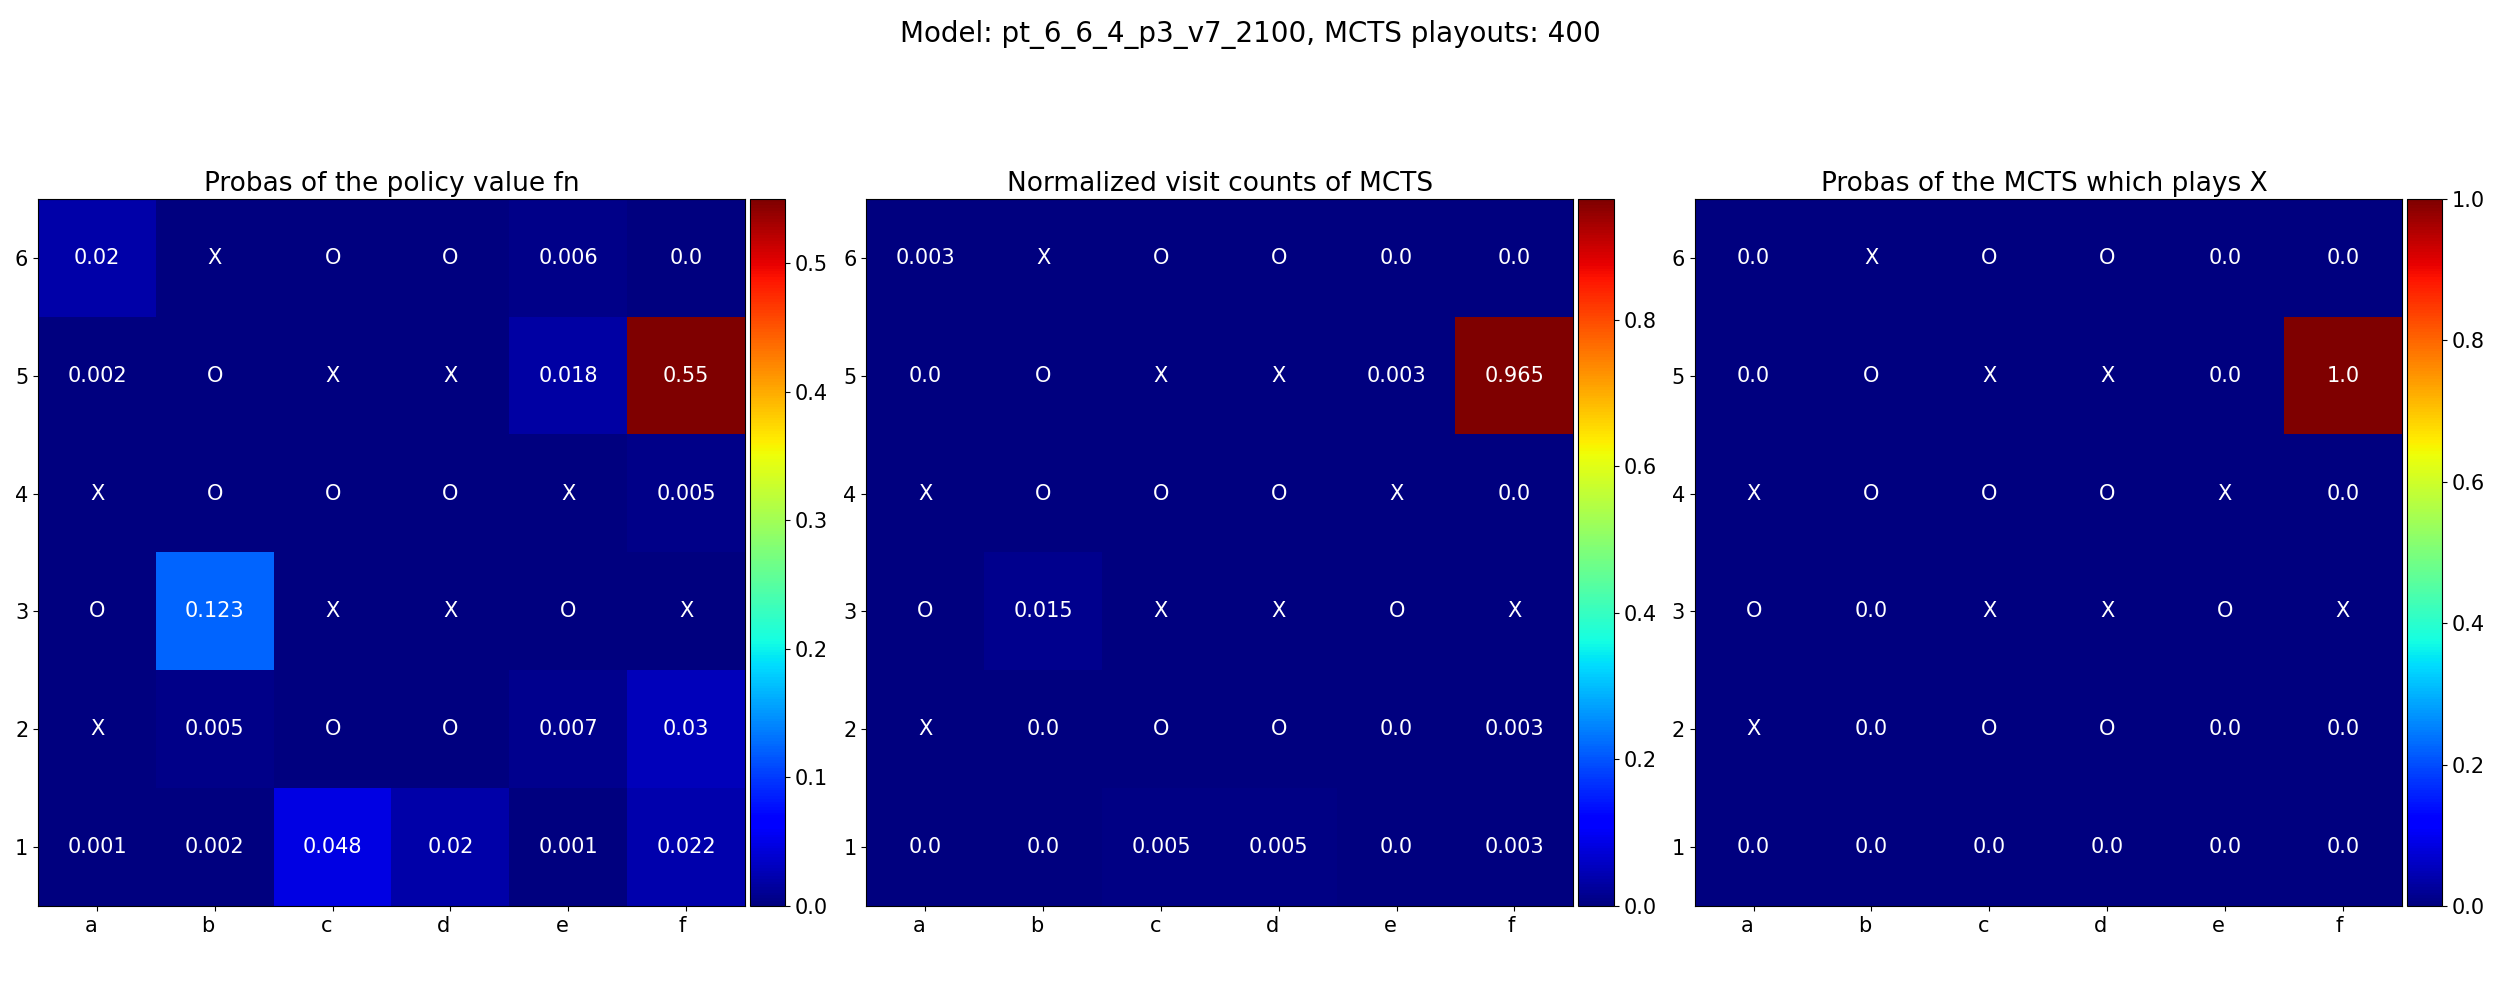 Model: pt_6_6_4_p3_v7_2100, MCTS playouts: 400
Probas of the policy value fn
6 0.02 X O O 0.006 0.0
5 0.002 O X X 0.018 0.55
4 X O O O X 0.005
3 O 0.123 X X O X
2 X 0.005 O O 0.007 0.03
1 0.001 0.002 0.048 0.02 0.001 0.022
a b c d e f
0.5
0.4
0.3
0.2
0.1
0.0
Normalized visit counts of MCTS
6 0.003 X O O 0.0 0.0
5 0.0 O X X 0.003 0.965
4 X O O O X 0.0
3 O 0.015 X X O X
2 X 0.0 O O 0.0 0.003
1 0.0 0.0 0.005 0.005 0.0 0.003
a b c d e f
0.8
0.6
0.4
0.2
0.0
Probas of the MCTS which plays X
6 0.0 X O O 0.0 0.0
5 0.0 O X X 0.0 1.0
4 X O O O X 0.0
3 O 0.0 X X O X
2 X 0.0 O O 0.0 0.0
1 0.0 0.0 0.0 0.0 0.0 0.0
a b c d e f
1.0
0.8
0.6
0.4
0.2
0.0